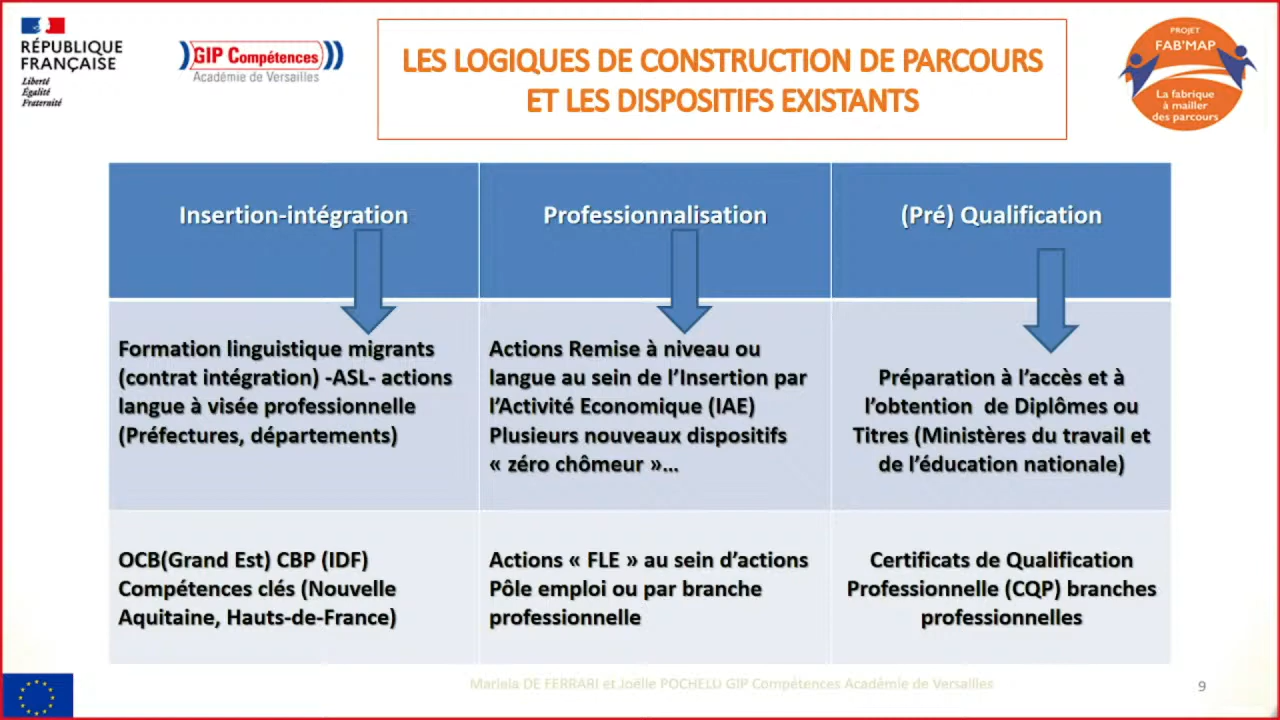 RÉPUBLIQUE
FRANÇAISE
Liberté
Égalité
Fraternité
GIP Compétences
Académie de Versailles
LES LOGIQUES DE CONSTRUCTION DE PARCOURS
ET LES DISPOSITIFS EXISTANTS
PROJET
FAB'MAP
La fabrique
à mailler
des parcours
Insertion-intégration
Professionnalisation
(Pré) Qualification
Formation linguistique migrants
(contrat intégration) -ASL- actions
langue à visée professionnelle
(Préfectures, départements)
Actions Remise à niveau ou
langue au sein de l'Insertion par
l'Activité Economique (IAE)
Plusieurs nouveaux dispositifs
« zéro chômeur »…
Préparation à l'accès et à
l'obtention de Diplômes ou
Titres (Ministères du travail et
de l'éducation nationale)
OCB(Grand Est) CBP (IDF)
Compétences clés (Nouvelle
Aquitaine, Hauts-de-France)
Actions « FLE » au sein d'actions
Pôle emploi ou par branche
professionnelle
Certificats de Qualification
Professionnelle (CQP) branches
professionnelles
Mariela DE FERRARI et Joëlle POCHELU GIP Compétences Académie de Versailles
9